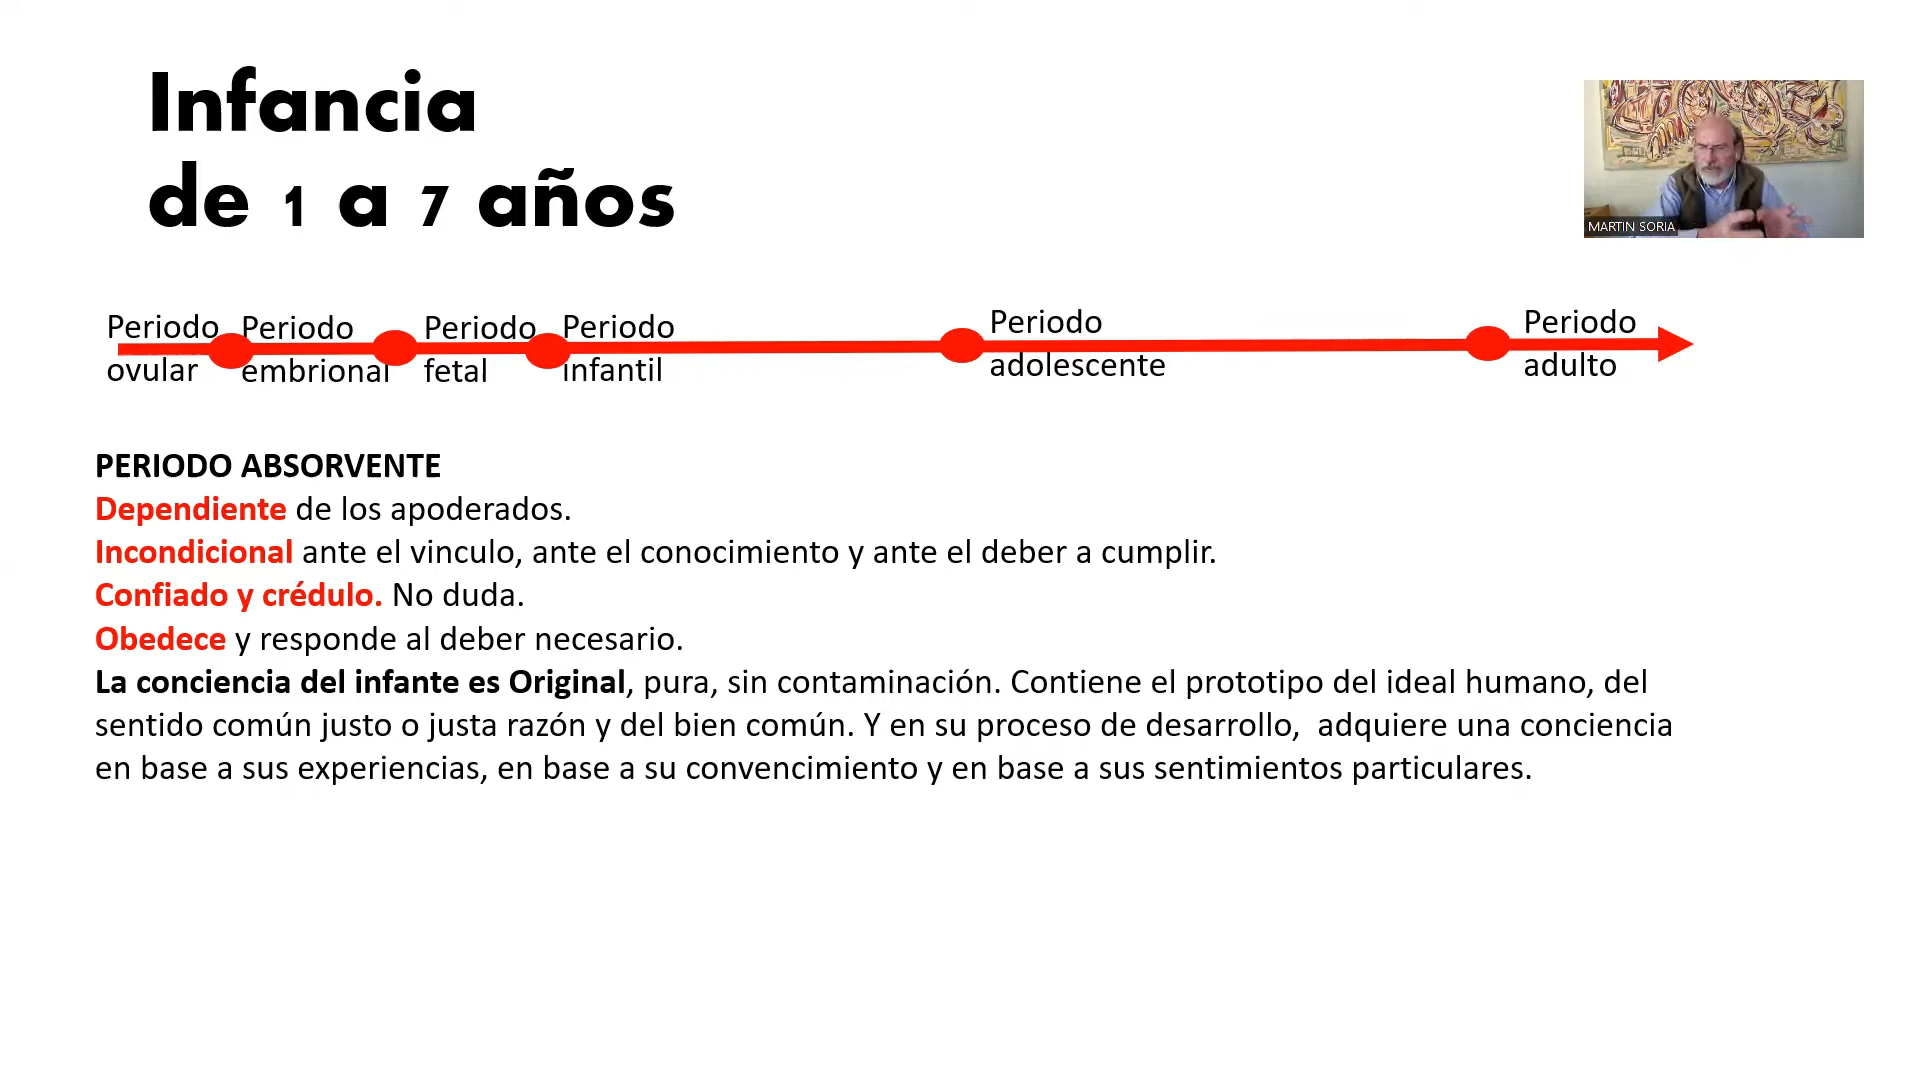 Infancia
de 1 a 7 años
MARTIN SORIA
Periodo ovular
Periodo embrional
Periodo fetal
Periodo infantil
Periodo adolescente
Periodo adulto
PERIODO ABSORVENTE
Dependiente de los apoderados.
Incondicional ante el vinculo, ante el conocimiento y ante el deber a cumplir.
Confiado y crédulo. No duda.
Obedece y responde al deber necesario.
La conciencia del infante es Original, pura, sin contaminación. Contiene el prototipo del ideal humano, del
sentido común justo o justa razón y del bien común. Y en su proceso de desarrollo,  adquiere una conciencia
en base a sus experiencias, en base a su convencimiento y en base a sus sentimientos particulares.